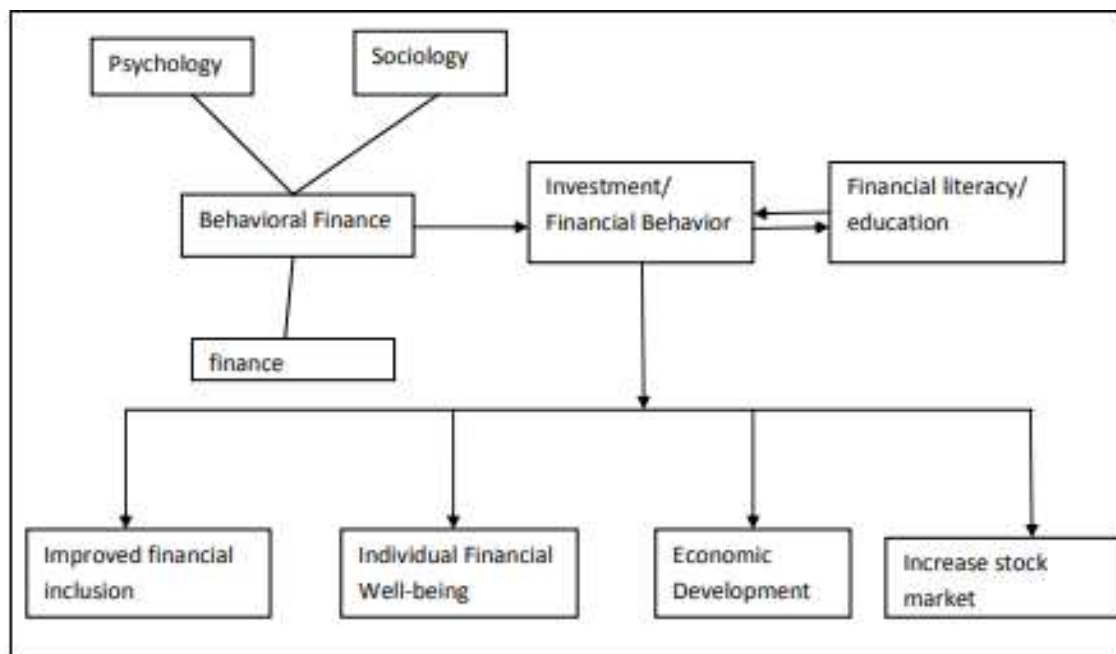 Psychology
Sociology
Behavioral Finance
Investment/
Financial Behavior
Financial literacy/
education
finance
Improved financial
inclusion
Individual Financial
Well-being
Economic
Development
Increase stock
market